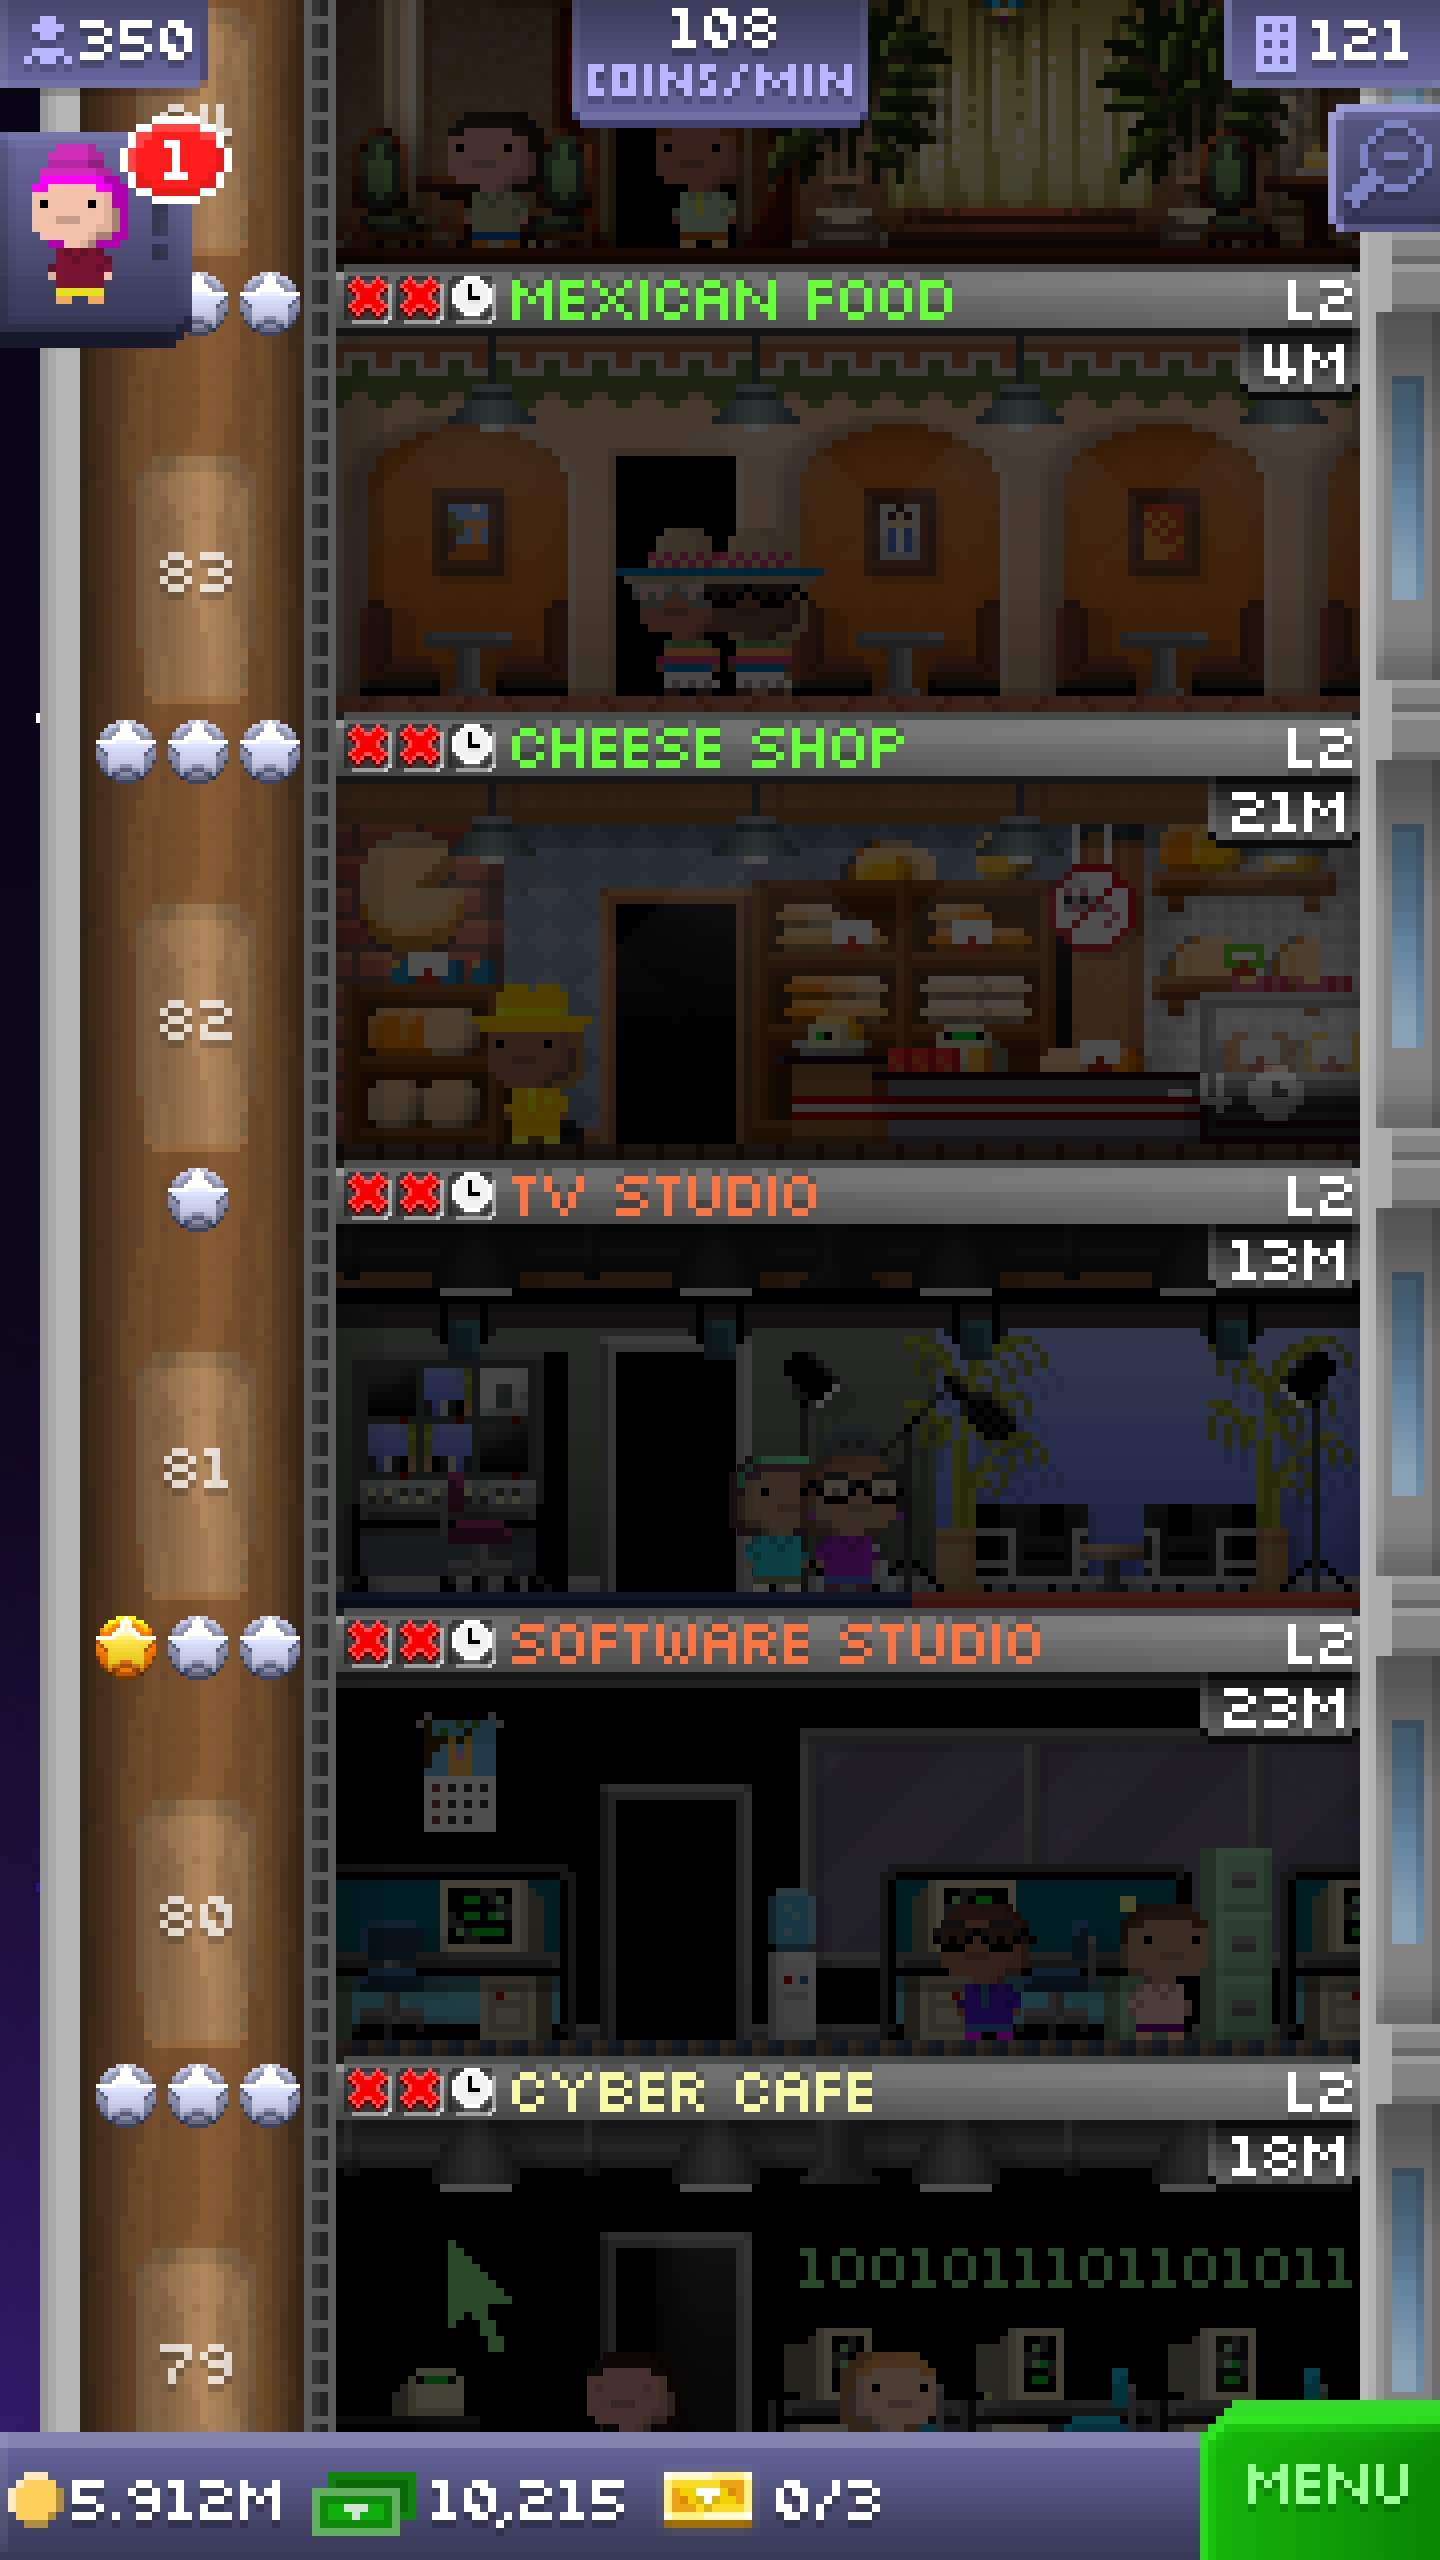 350
108
COINS/MIN
121
1
MEXICAN FOOD L2
4M
83
CHEESE SHOP L2
21M
82
TV STUDIO L2
13M
81
SOFTWARE STUDIO L2
23M
80
CYBER CAFE L2
18M
1001011101101011
79
5.912M 10,215 0/3 MENU